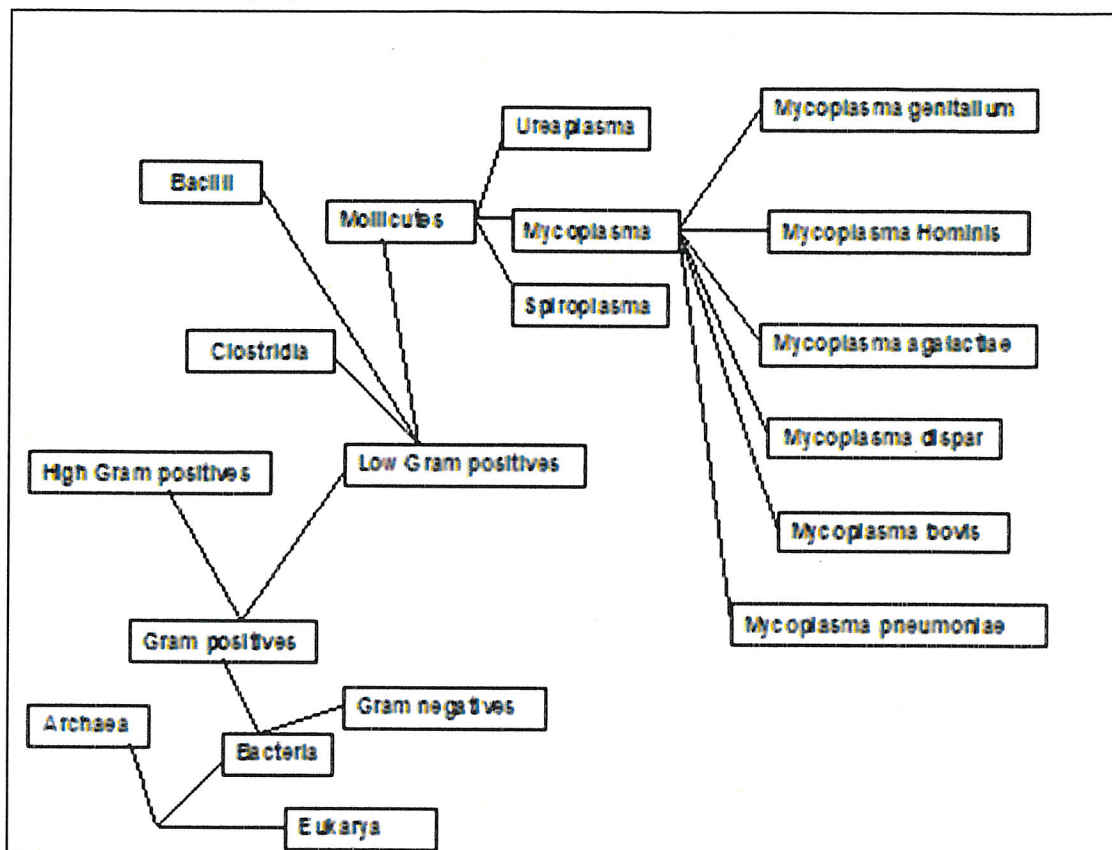 Mycoplasma genitalium
Ureaplasma
Bacilli
Mollicutes
Mycoplasma
Mycoplasma Hominis
Spiroplasma
Clostridia
Mycoplasma agalactiae
Mycoplasma dispar
High Gram positives
Low Gram positives
Mycoplasma bovis
Gram positives
Mycoplasma pneumoniae
Archaea
Gram negatives
Bacteria
Eukarya